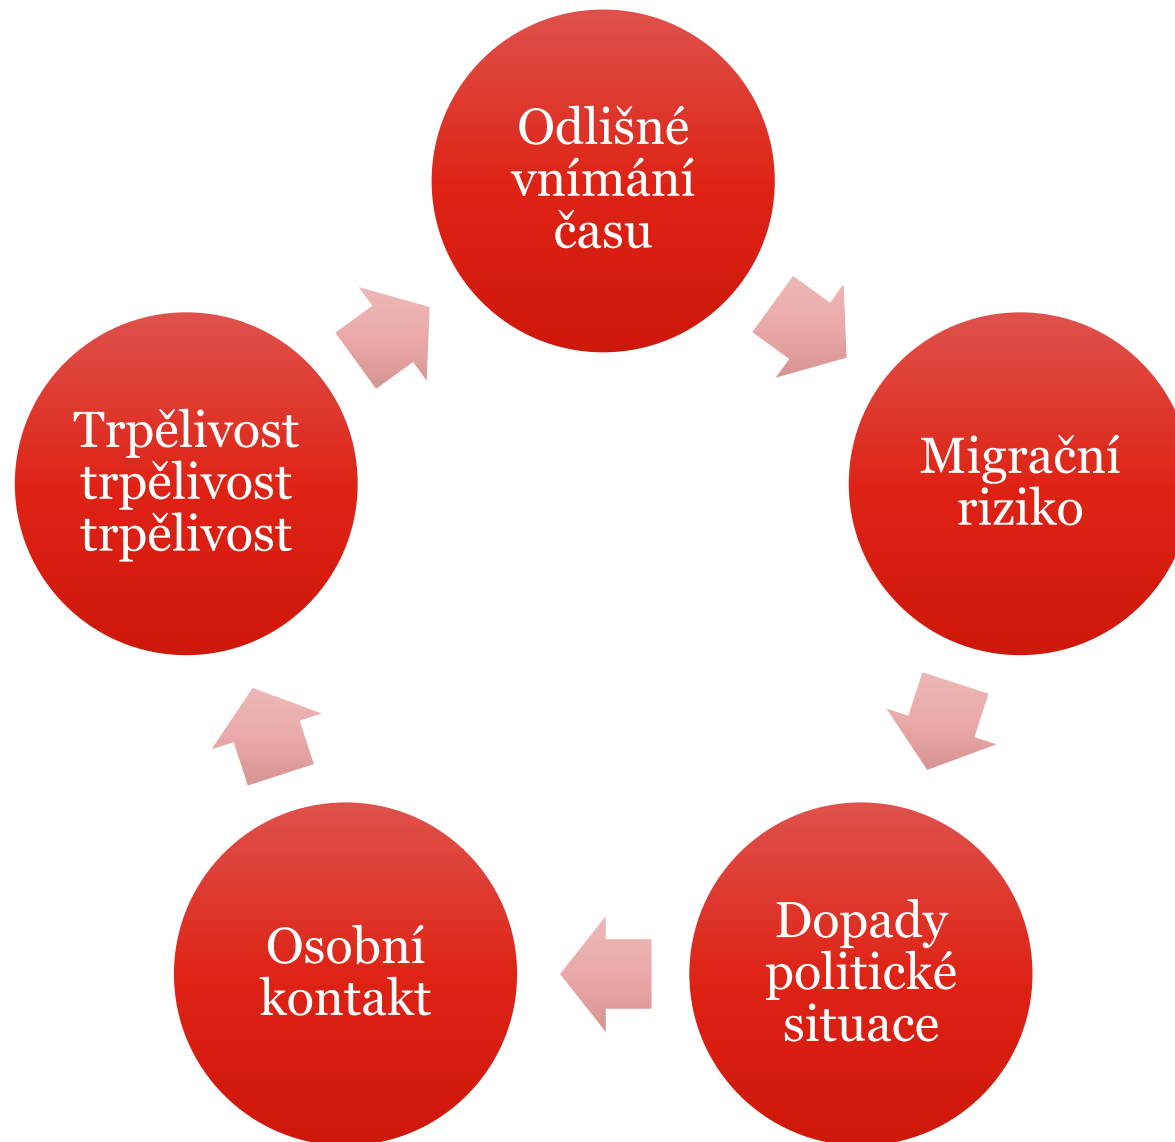 Odlišné
vnímání
času
Migrační
riziko
Dopady
politické
situace
Osobní
kontakt
Trpělivost
trpělivost
trpělivost